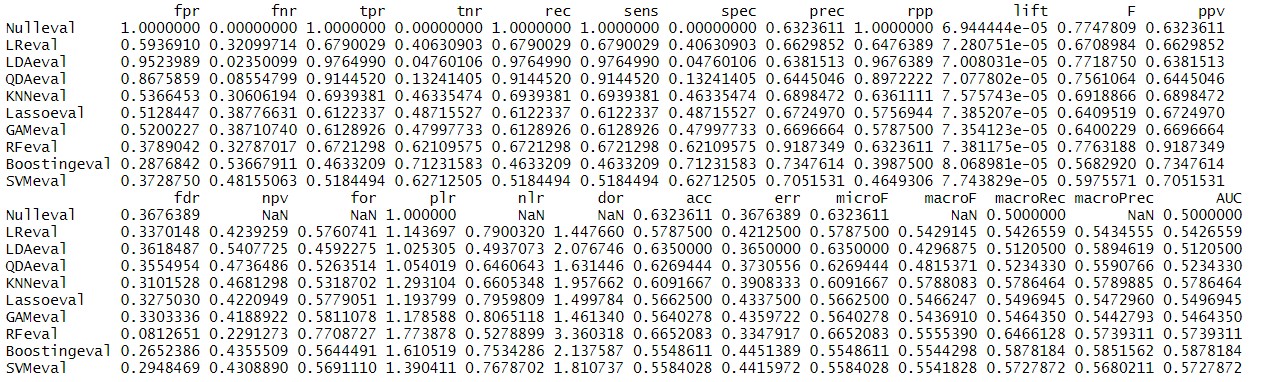 fpr fnr tpr tnr rec sens spec prec rpp lift F ppv
Nulleval 1.0000000 0.00000000 1.0000000 0.00000000 1.0000000 1.0000000 0.00000000 0.6323611 1.0000000 6.944444e-05 0.7747809 0.6323611
LReval 0.5936910 0.32099714 0.6790029 0.40630903 0.6790029 0.6790029 0.40630903 0.6629852 0.6476389 7.280751e-05 0.6708984 0.6629852
LDAeval 0.9523989 0.02350099 0.9764990 0.04760106 0.9764990 0.9764990 0.04760106 0.6381513 0.9676389 7.008031e-05 0.7718750 0.6381513
QDAeval 0.8675859 0.08554799 0.9144520 0.13241405 0.9144520 0.9144520 0.13241405 0.6445046 0.8972222 7.077802e-05 0.7561064 0.6445046
KNNeval 0.5366453 0.30606194 0.6939381 0.46335474 0.6939381 0.6939381 0.46335474 0.6898472 0.6361111 7.575743e-05 0.6918866 0.6898472
Lassoeval 0.5128447 0.38776631 0.6122337 0.48715527 0.6122337 0.6122337 0.48715527 0.6724970 0.5756944 7.385207e-05 0.6409519 0.6724970
GAMeval 0.5200227 0.38710740 0.6128926 0.47997733 0.6128926 0.6128926 0.47997733 0.6696664 0.5787500 7.354123e-05 0.6400229 0.6696664
RFeval 0.3789042 0.32787017 0.6721298 0.62109575 0.6721298 0.6721298 0.62109575 0.9187349 0.6323611 7.381175e-05 0.7763188 0.9187349
Boostingeval 0.2876842 0.53667911 0.4633209 0.71231583 0.4633209 0.4633209 0.71231583 0.7347614 0.3987500 8.068981e-05 0.5682920 0.7347614
SVMeval 0.3728750 0.48155063 0.5184494 0.62712505 0.5184494 0.5184494 0.62712505 0.7051531 0.4649306 7.743829e-05 0.5975571 0.7051531
fdr npv for plr nlr dor acc err microF macroF macroRec macroPrec AUC
Nulleval 0.3676389 NaN NaN 1.000000 NaN NaN 0.6323611 0.3676389 0.6323611 NaN 0.5000000 NaN 0.5000000
LReval 0.3370148 0.4239259 0.5760741 1.143697 0.7900320 1.447660 0.5787500 0.4212500 0.5787500 0.5429145 0.5426559 0.5434555 0.5426559
LDAeval 0.3618487 0.5407725 0.4592275 1.025305 0.4937073 2.076746 0.6350000 0.3650000 0.6350000 0.4296875 0.5120500 0.5894619 0.5120500
QDAeval 0.3554954 0.4736486 0.5263514 1.054019 0.6460643 1.631446 0.6269444 0.3730556 0.6269444 0.4815371 0.5234330 0.5590766 0.5234330
KNNeval 0.3101528 0.4681298 0.5318702 1.293104 0.6605348 1.957662 0.6091667 0.3908333 0.6091667 0.5788083 0.5786464 0.5789885 0.5786464
Lassoeval 0.3275030 0.4220949 0.5779051 1.193799 0.7959809 1.499784 0.5662500 0.4337500 0.5662500 0.5466247 0.5496945 0.5472960 0.5496945
GAMeval 0.3303336 0.4188922 0.5811078 1.178588 0.8065118 1.461340 0.5640278 0.4359722 0.5640278 0.5436910 0.5464350 0.5442793 0.5464350
RFeval 0.0812651 0.2291273 0.7708727 1.773878 0.5278899 3.360318 0.6652083 0.3347917 0.6652083 0.5555390 0.6466128 0.5739311 0.5739311
Boostingeval 0.2652386 0.4355509 0.5644491 1.610519 0.7534286 2.137587 0.5548611 0.4451389 0.5548611 0.5544298 0.5878184 0.5851562 0.5878184
SVMeval 0.2948469 0.4308890 0.5691110 1.390411 0.7678702 1.810737 0.5584028 0.4415972 0.5584028 0.5541828 0.5727872 0.5680211 0.5727872